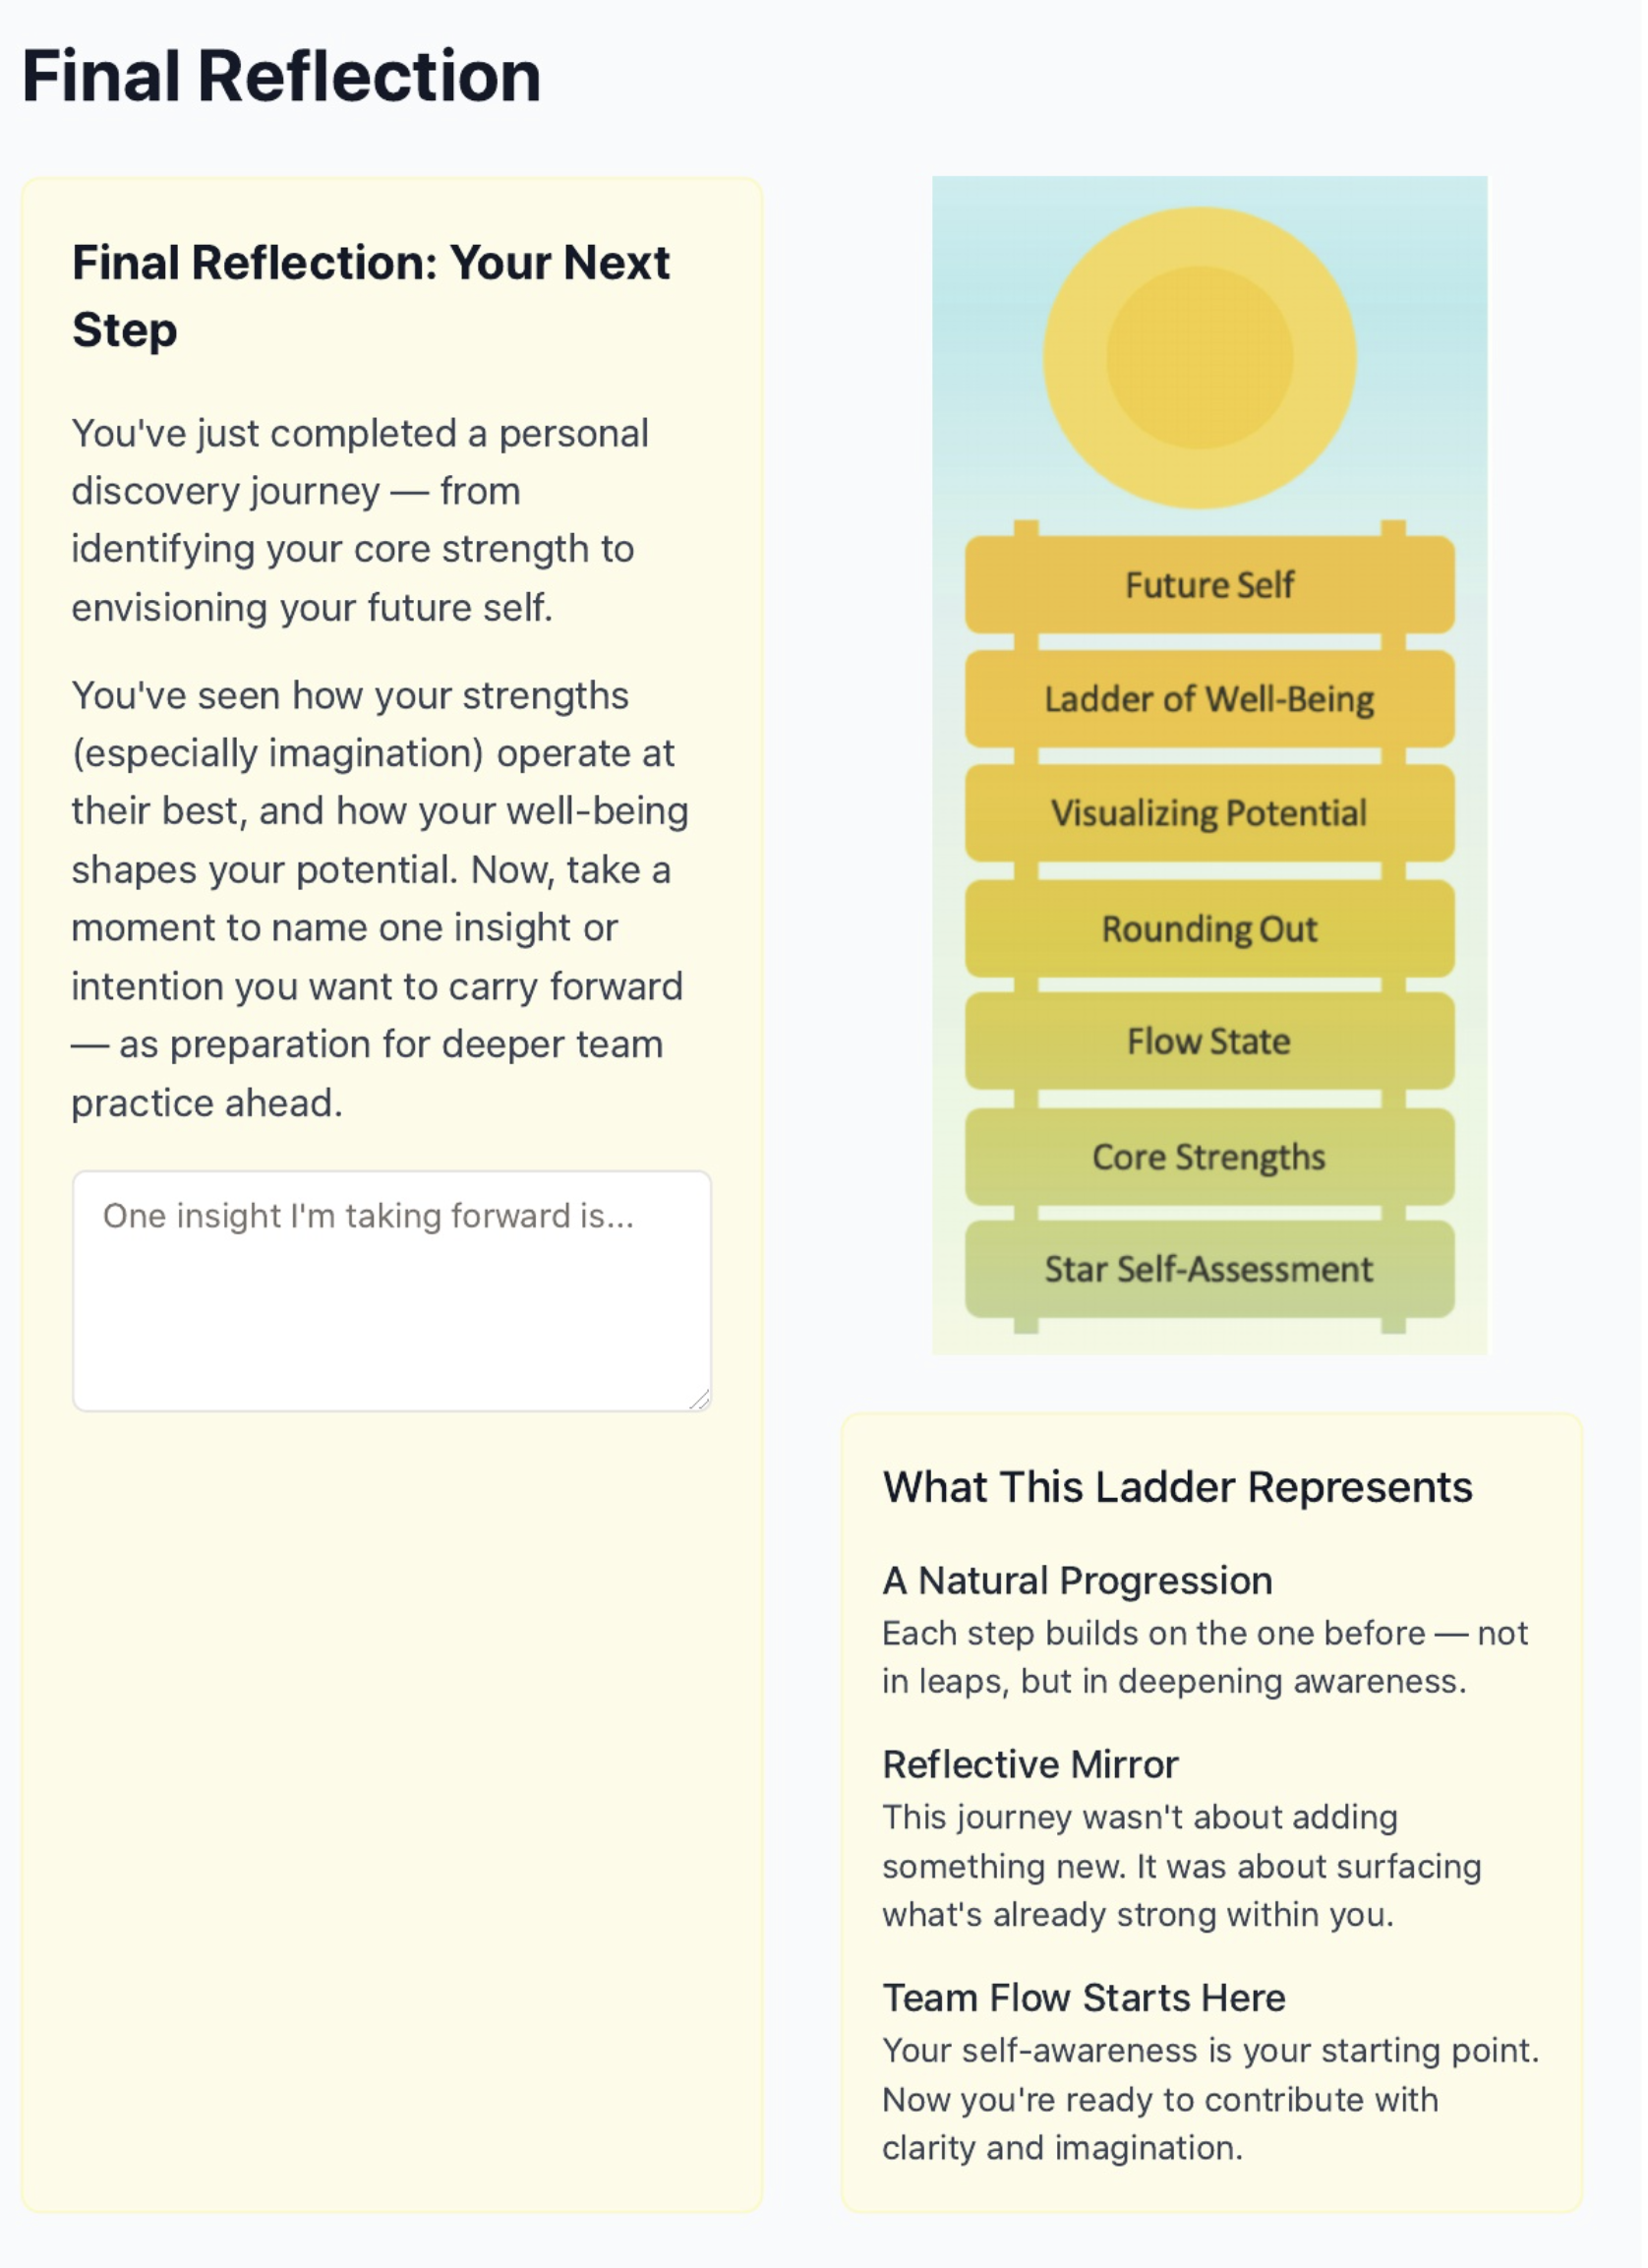 Final Reflection
Final Reflection: Your Next
Step
You've just completed a personal
discovery journey — from
identifying your core strength to
envisioning your future self.
You've seen how your strengths
(especially imagination) operate at
their best, and how your well-being
shapes your potential. Now, take a
moment to name one insight or
intention you want to carry forward
— as preparation for deeper team
practice ahead.
One insight I'm taking forward is...
Future Self
Ladder of Well-Being
Visualizing Potential
Rounding Out
Flow State
Core Strengths
Star Self-Assessment
What This Ladder Represents
A Natural Progression
Each step builds on the one before — not
in leaps, but in deepening awareness.
Reflective Mirror
This journey wasn't about adding
something new. It was about surfacing
what's already strong within you.
Team Flow Starts Here
Your self-awareness is your starting point.
Now you're ready to contribute with
clarity and imagination.